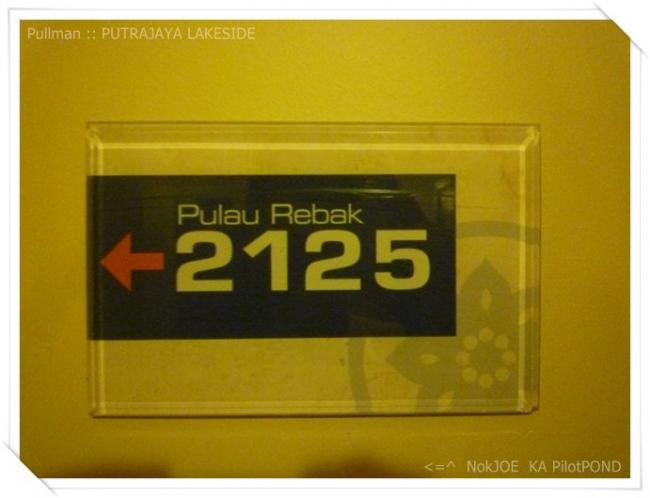 Pullman :: PUTRAJAYA LAKESIDE
Pulau Rebak
2125
<=^ NokJOE KA PilotPOND